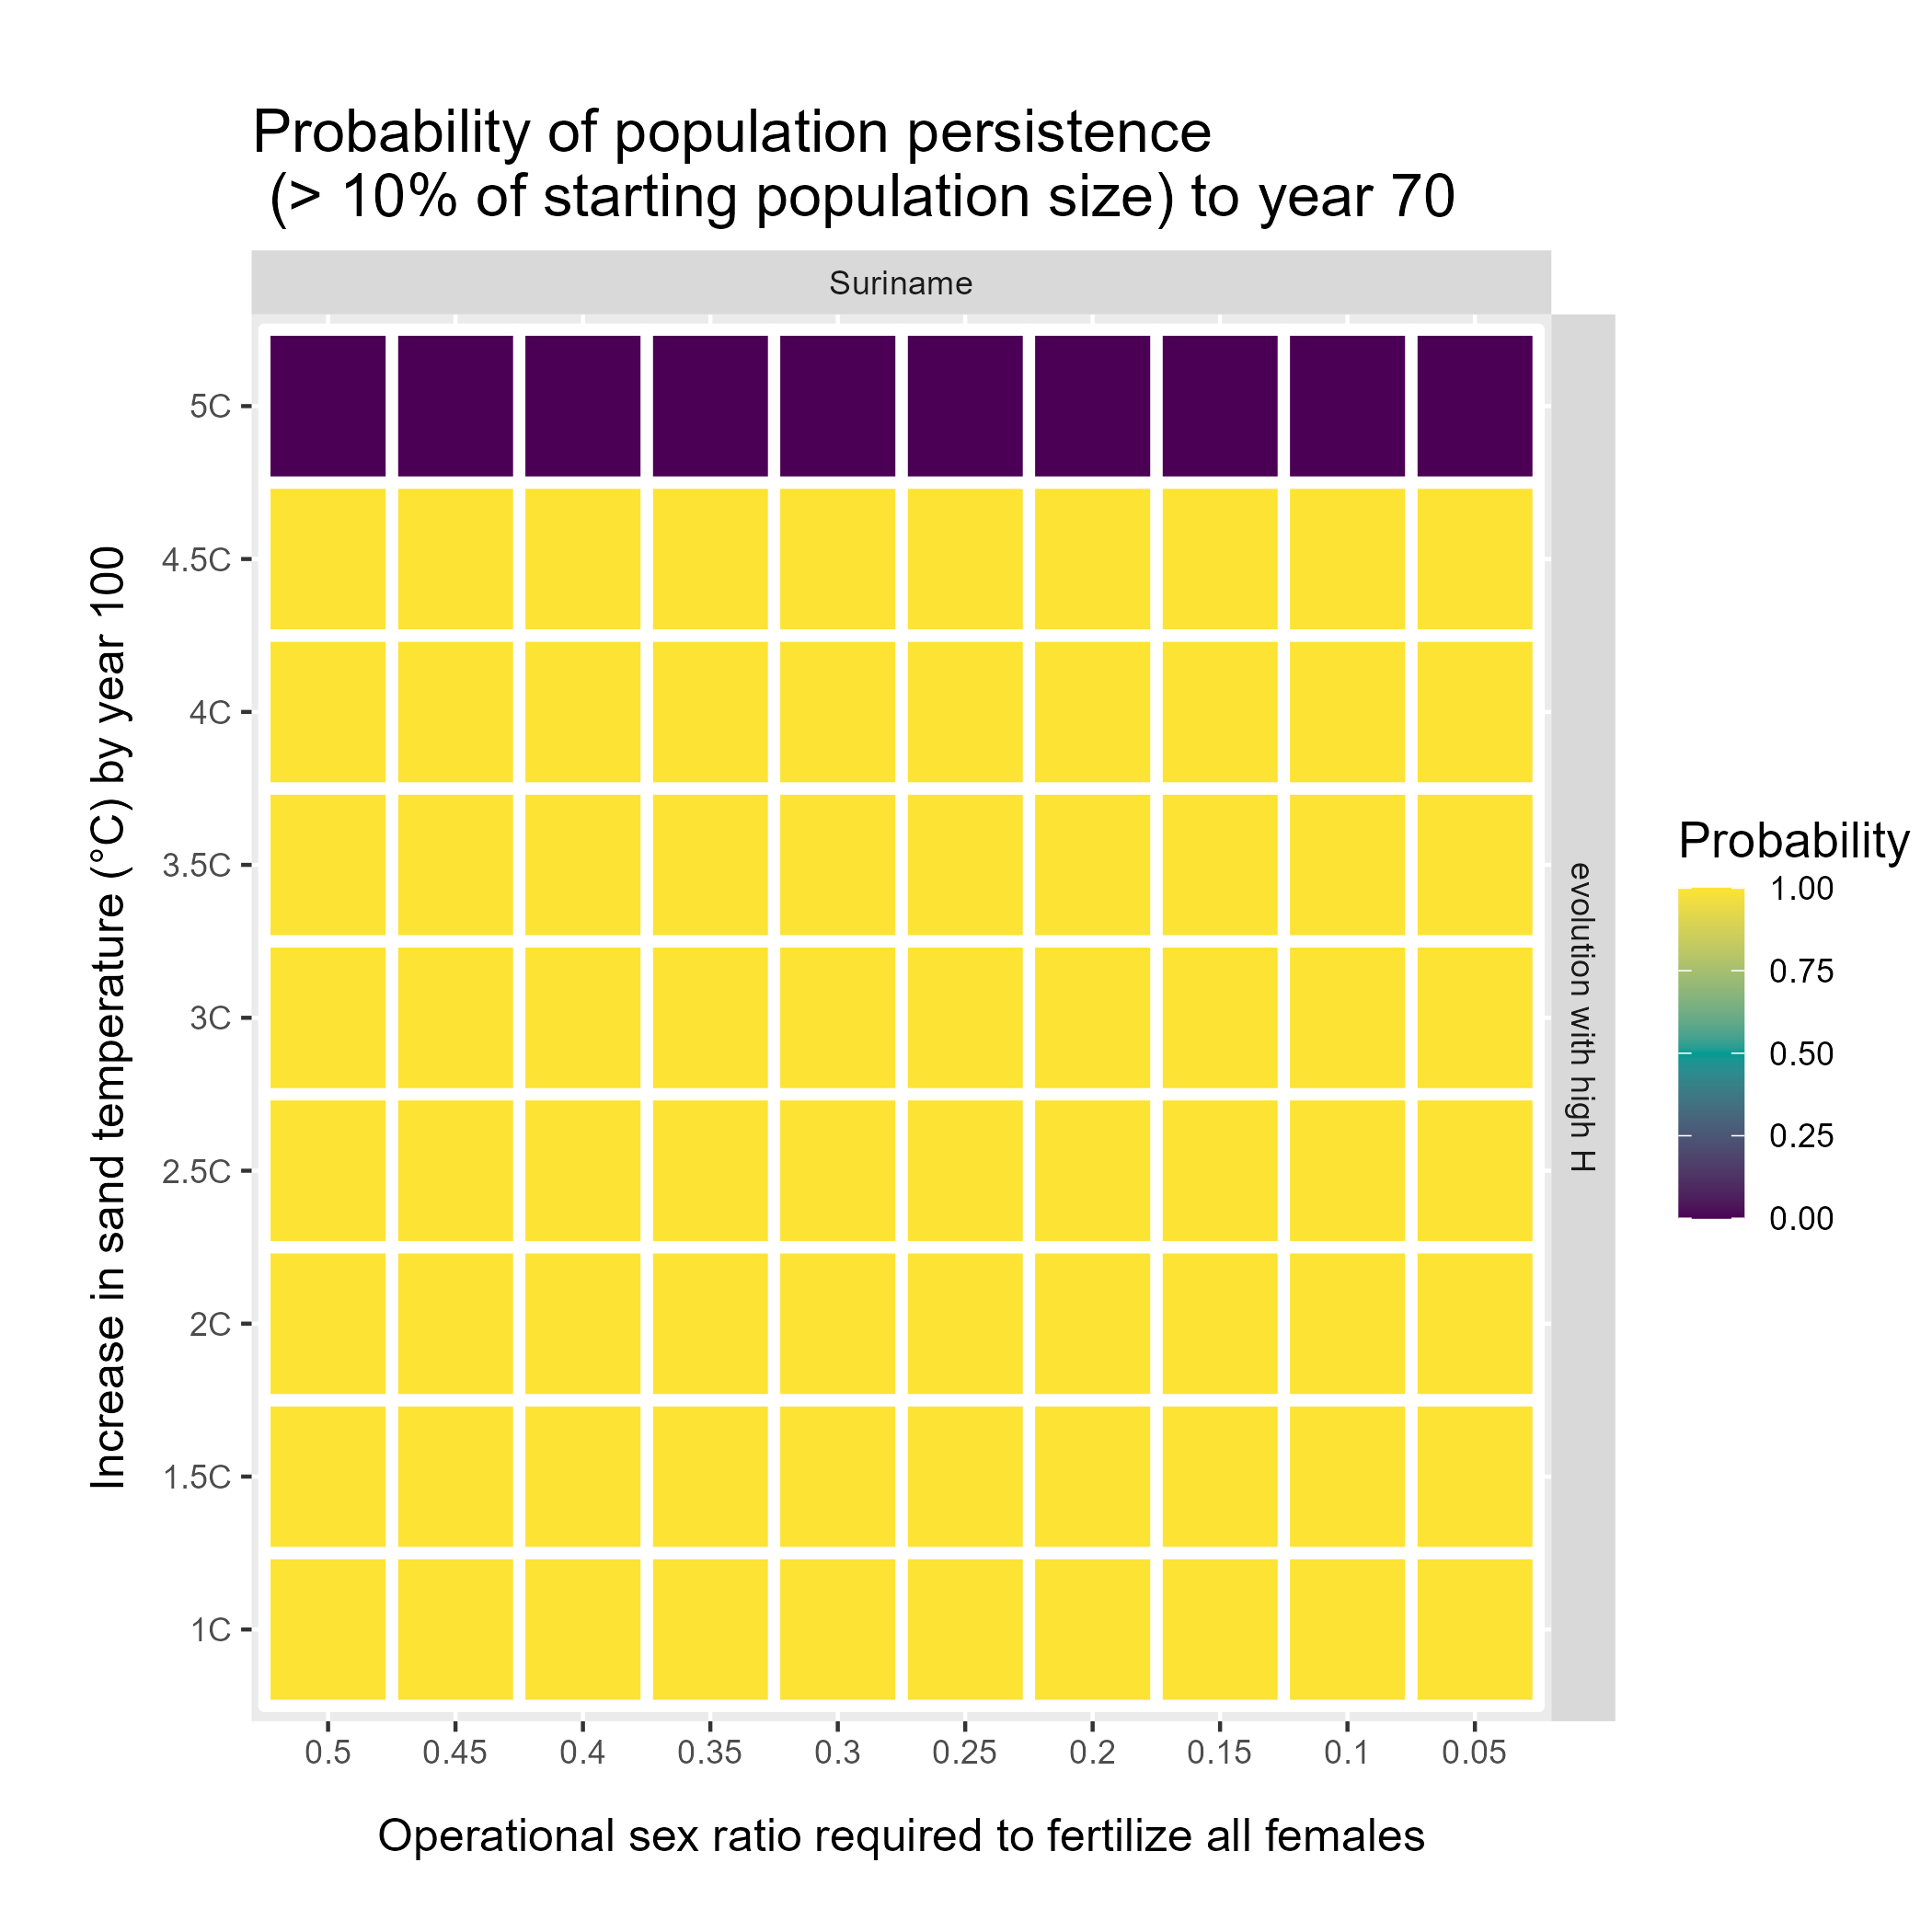 Probability of population persistence
(> 10% of starting population size) to year 70
Suriname
Increase in sand temperature (°C) by year 100
5C
4.5C
4C
3.5C
3C
2.5C
2C
1.5C
1C
evolution with high H
Probability
1.00
0.75
0.50
0.25
0.00
0.5 0.45 0.4 0.35 0.3 0.25 0.2 0.15 0.1 0.05
Operational sex ratio required to fertilize all females